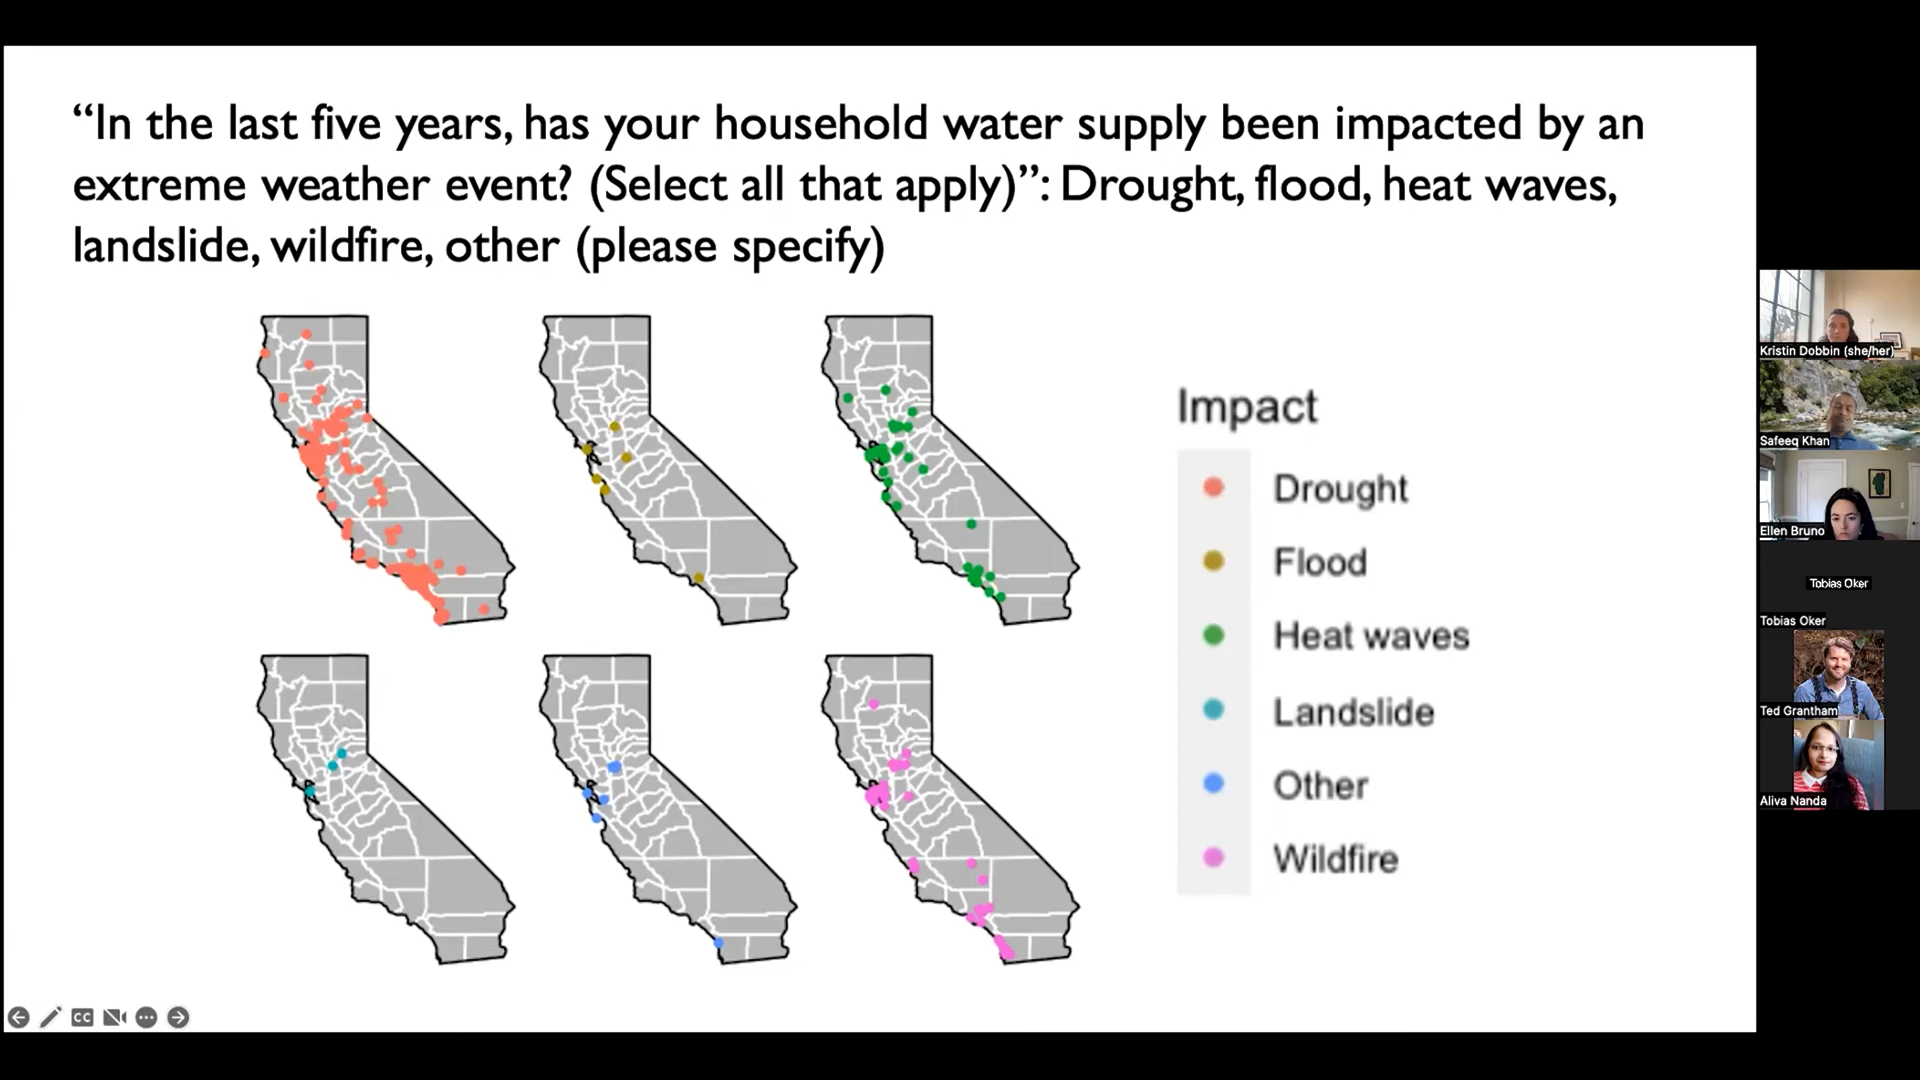 “In the last five years, has your household water supply been impacted by an
extreme weather event? (Select all that apply)”: Drought, flood, heat waves,
landslide, wildfire, other (please specify)
Impact
Drought
Flood
Heat waves
Landslide
Other
Wildfire
Kristin Dobbin (she/her)
Safeeq Khan
Ellen Bruno
Tobias Oker
Tobias Oker
Ted Grantham
Aliva Nanda
CC